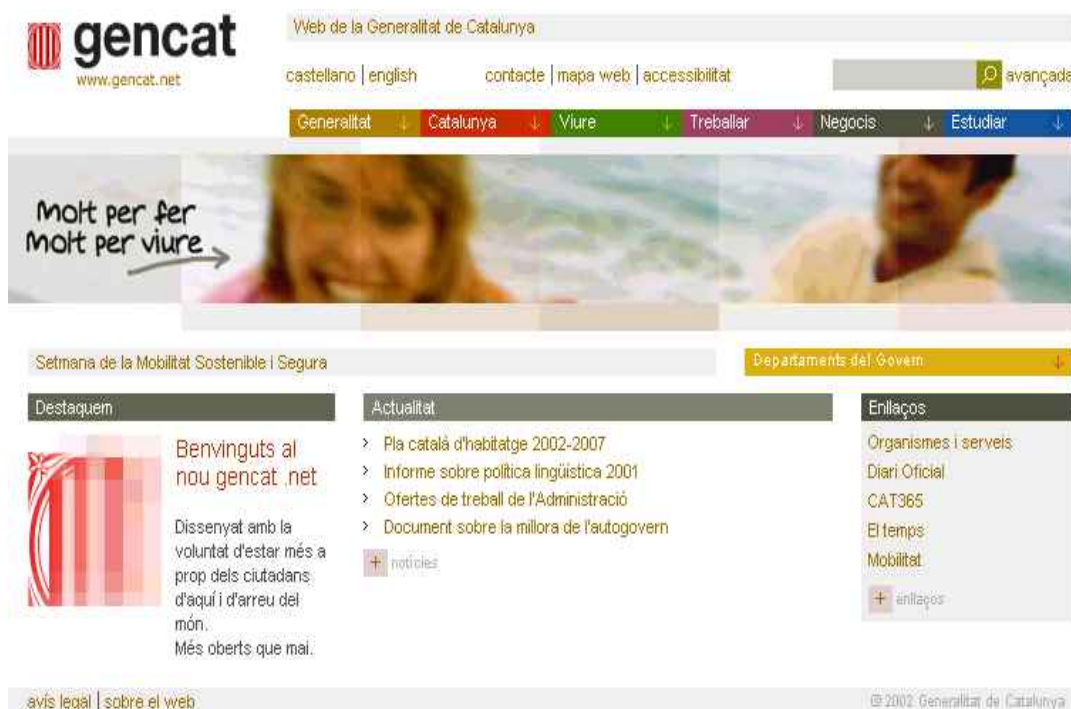 gencat
www.gencat.net
Web de la Generalitat de Catalunya
castellano | english
contacte | mapa web | accessibilitat
avançada
Generalitat
Catalunya
Viure
Treballar
Negocis
Estudiar
Molt per fer
Molt per viure
Setmana de la Mobilitat Sostenible i Segura
Departaments del Govern
Destaquem
Benvinguts al
nou gencat .net
Dissenyat amb la
voluntat d'estar més a
prop dels ciutadans
d'aquí i d'arreu del
món.
Més oberts que mai.
Actualitat
Pla català d'habitatge 2002-2007
Informe sobre política lingüística 2001
Ofertes de treball de l'Administració
Document sobre la millora de l'autogovern
+ notícies
Enllaços
Organismes i serveis
Diari Oficial
CAT365
El temps
Mobilitat
+ enllaços
avís legal | sobre el web
© 2002 Generalitat de Catalunya